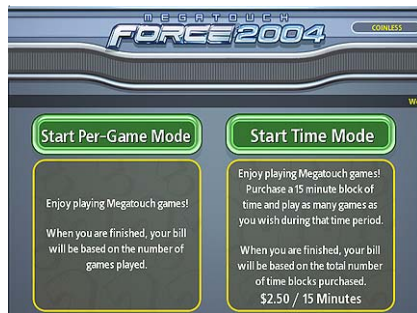 MEGATOUCH
FORCE 2004
COINLESS
Start Per-Game Mode
Enjoy playing Megatouch games!
When you are finished, your bill
will be based on the number of
games played.
Start Time Mode
Enjoy playing Megatouch games!
Purchase a 15 minute block of
time and play as many games as
you wish during that time period.
When you are finished, your bill
will be based on the total number
of time blocks purchased.
$2.50 / 15 Minutes